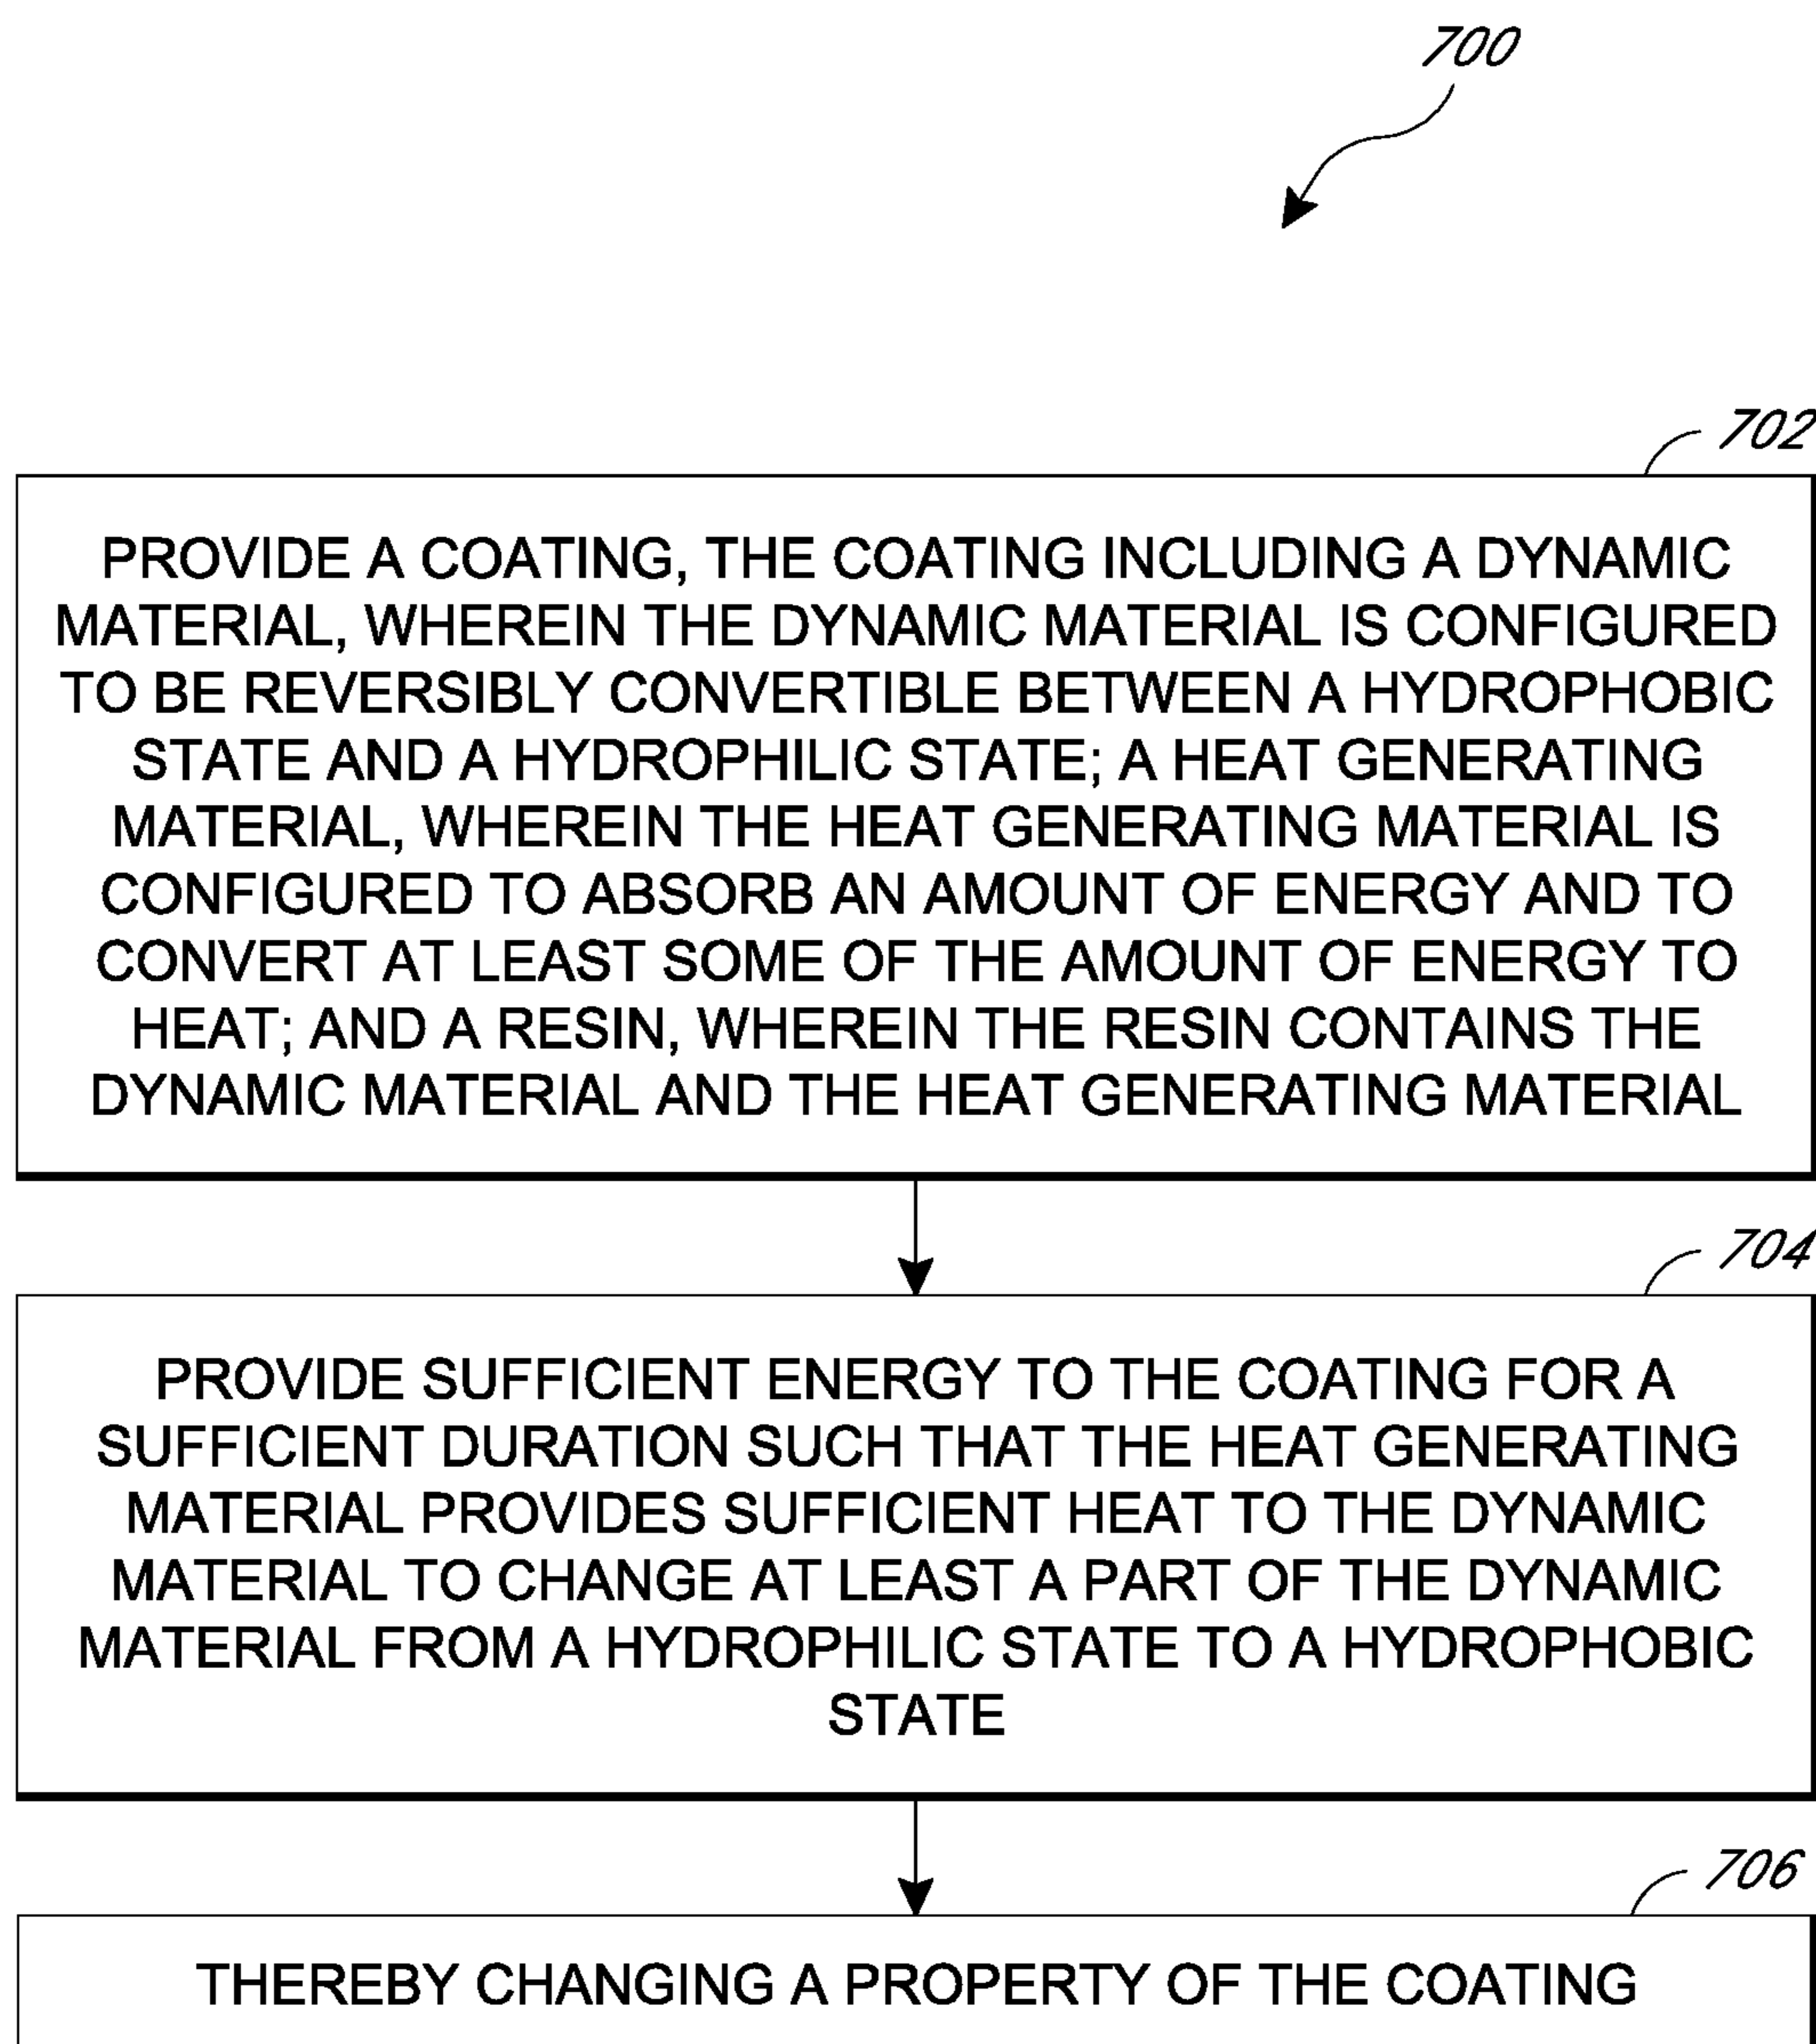 700
702
PROVIDE A COATING, THE COATING INCLUDING A DYNAMIC
MATERIAL, WHEREIN THE DYNAMIC MATERIAL IS CONFIGURED
TO BE REVERSIBLY CONVERTIBLE BETWEEN A HYDROPHOBIC
STATE AND A HYDROPHILIC STATE; A HEAT GENERATING
MATERIAL, WHEREIN THE HEAT GENERATING MATERIAL IS
CONFIGURED TO ABSORB AN AMOUNT OF ENERGY AND TO
CONVERT AT LEAST SOME OF THE AMOUNT OF ENERGY TO
HEAT; AND A RESIN, WHEREIN THE RESIN CONTAINS THE
DYNAMIC MATERIAL AND THE HEAT GENERATING MATERIAL
704
PROVIDE SUFFICIENT ENERGY TO THE COATING FOR A
SUFFICIENT DURATION SUCH THAT THE HEAT GENERATING
MATERIAL PROVIDES SUFFICIENT HEAT TO THE DYNAMIC
MATERIAL TO CHANGE AT LEAST A PART OF THE DYNAMIC
MATERIAL FROM A HYDROPHILIC STATE TO A HYDROPHOBIC
STATE
706
THEREBY CHANGING A PROPERTY OF THE COATING